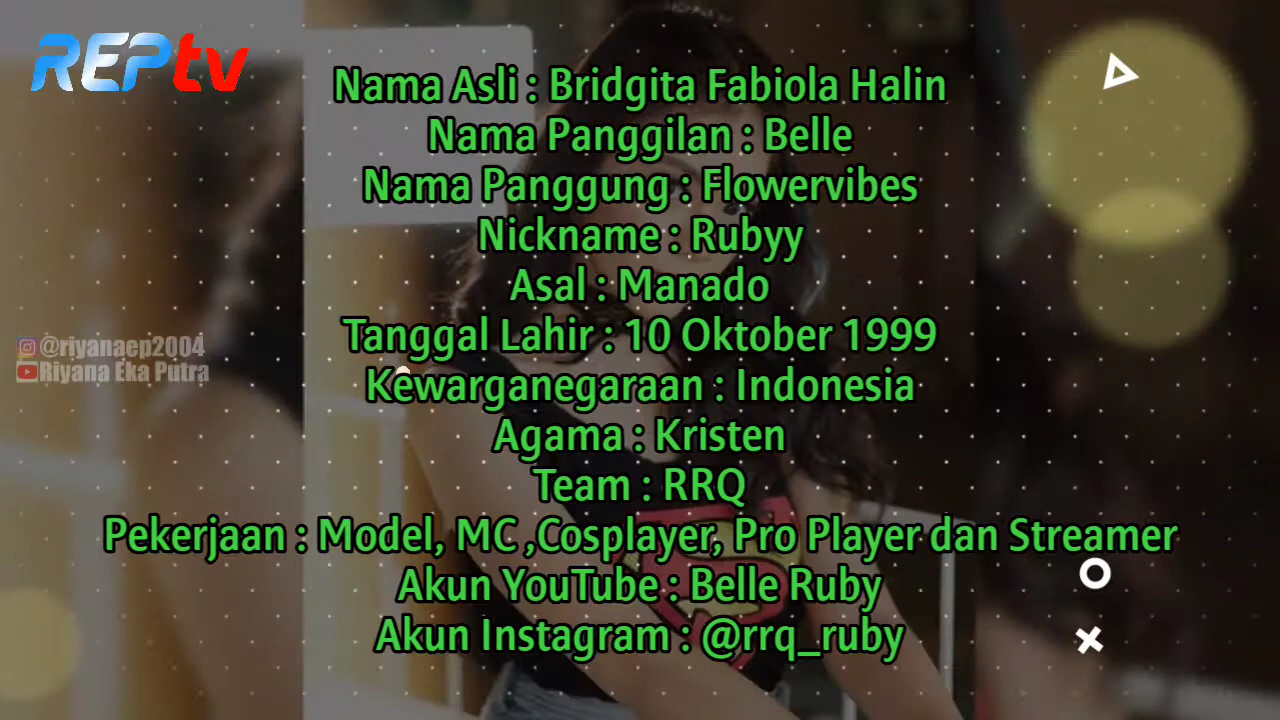 REPtv
Nama Asli : Bridgita Fabiola Halin
Nama Panggilan : Belle
Nama Panggung : Flowervibes
Nickname : Rubyy
Asal : Manado
Tanggal Lahir : 10 Oktober 1999
@riyanaep2004
Riyana Eka Putra
Kewarganegaraan : Indonesia
Agama : Kristen
Team : RRQ
Pekerjaan : Model, MC ,Cosplayer, Pro Player dan Streamer
Akun YouTube : Belle Ruby
Akun Instagram : @rrq_ruby